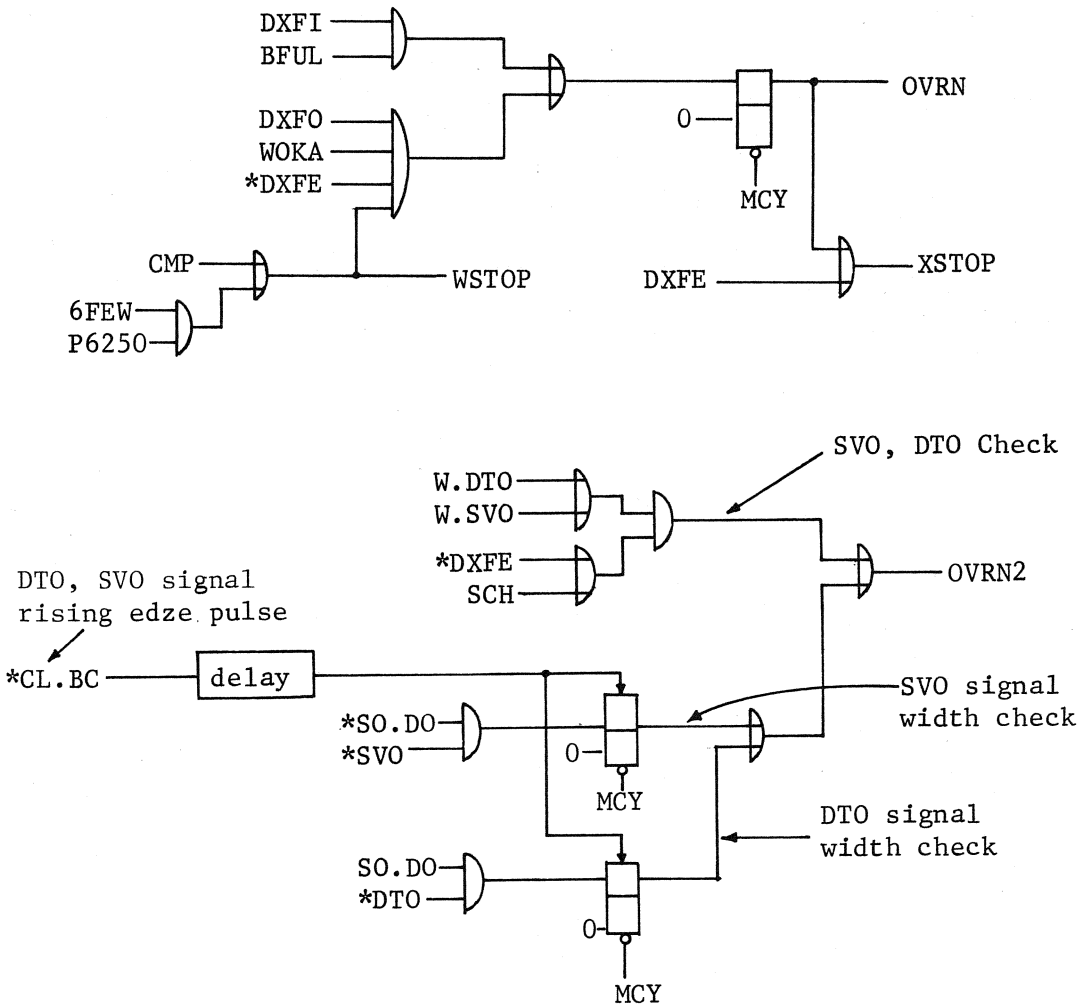 DXFI
BFUL
OVRN
DXFO
WOKA
*DXFE
0
MCY
CMP
WSTOP
DXFE
XSTOP
6FEW
P6250
SVO, DTO Check
W.DTO
W.SVO
*DXFE
SCH
OVRN2
DTO, SVO signal
rising edze pulse
*CL.BC
delay
SVO signal
width check
*SO.DO
*SVO
0
MCY
DTO signal
width check
SO.DO
*DTO
0
MCY